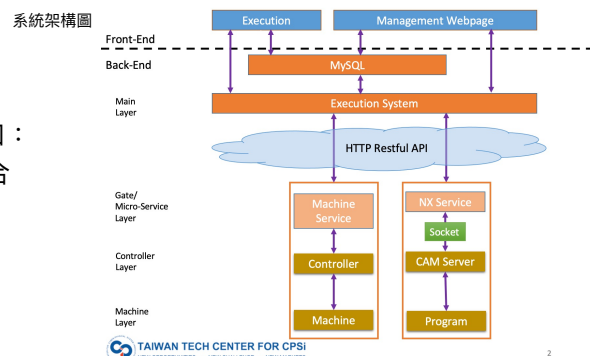 系統架構圖
Execution
Management Webpage
Front-End
Back-End
MySQL
Main
Layer
Execution System
HTTP Restful API
合
Gate/
Micro-Service
Layer
Machine
Service
NX Service
Socket
Controller
Layer
Controller
CAM Server
Machine
Layer
Machine
Program
TAIWAN TECH CENTER FOR CPSi
2